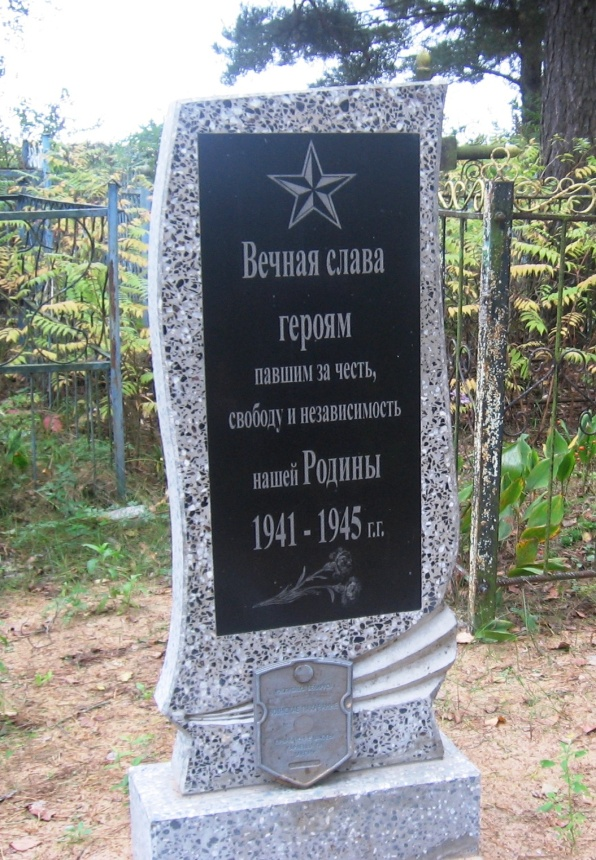 Вечная слава
героям
павшим за честь,
свободу и независимость
нашей Родины
1941 - 1945 г.г.